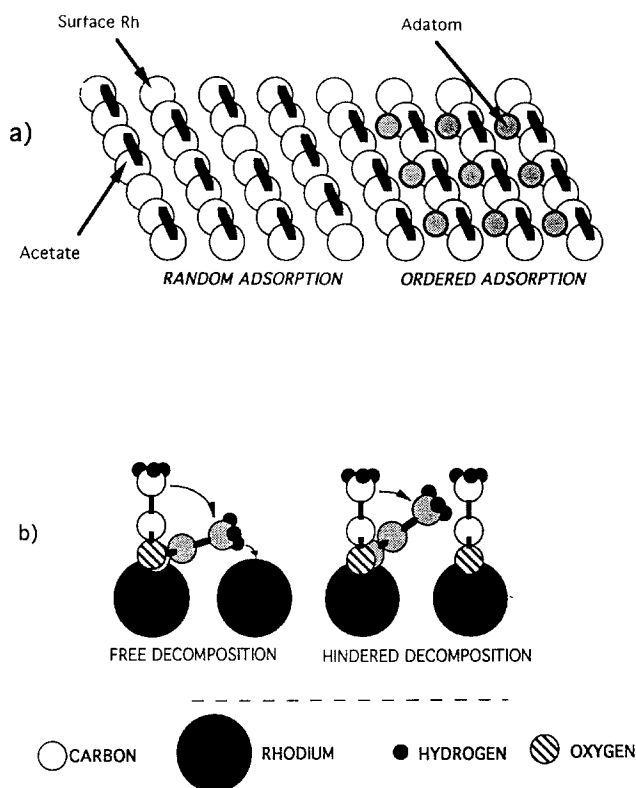 Surface Rh
Adatom
a)
Acetate
RANDOM ADSORPTION
ORDERED ADSORPTION
b)
FREE DECOMPOSITION
HINDERED DECOMPOSITION
CARBON
RHODIUM
HYDROGEN
OXYGEN